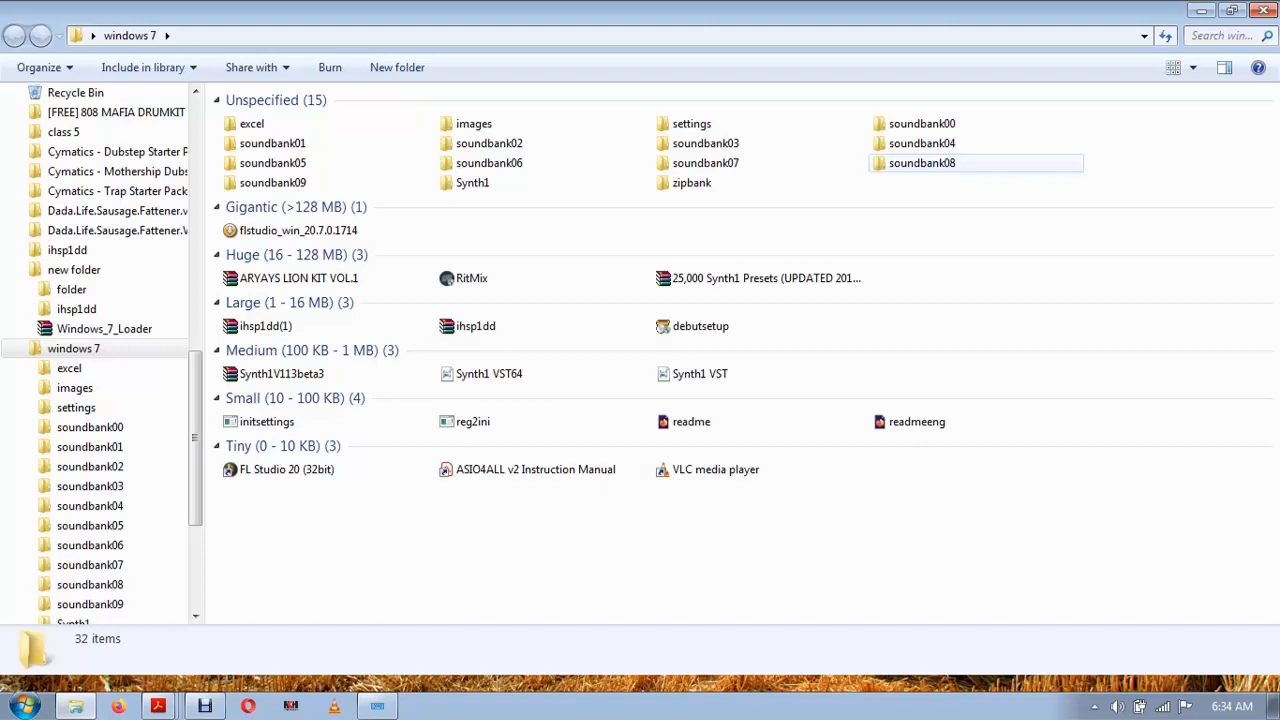 windows 7
Search win...
Organize Include in library Share with Burn New folder
Recycle Bin
[FREE] 808 MAFIA DRUMKIT
class 5
Cymatics - Dubstep Starter P
Cymatics - Mothership Dubs
Cymatics - Trap Starter Pack
Dada.Life.Sausage.Fattener.v
Dada.Life.Sausage.Fattener.V
ihsp1dd
new folder
folder
ihsp1dd
Windows_7_Loader
windows 7
excel
images
settings
soundbank00
soundbank01
soundbank02
soundbank03
soundbank04
soundbank05
soundbank06
soundbank07
soundbank08
soundbank09
Synth1
Unspecified (15)
excel images settings soundbank00
soundbank01 soundbank02 soundbank03 soundbank04
soundbank05 soundbank06 soundbank07 soundbank08
soundbank09 Synth1 zipbank
Gigantic (>128 MB) (1)
flstudio_win_20.7.0.1714
Huge (16 - 128 MB) (3)
ARYAYS LION KIT VOL.1 RitMix 25,000 Synth1 Presets (UPDATED 201...
Large (1 - 16 MB) (3)
ihsp1dd(1) ihsp1dd debutsetup
Medium (100 KB - 1 MB) (3)
Synth1V113beta3 Synth1 VST64 Synth1 VST
Small (10 - 100 KB) (4)
initsettings reg2ini readme readmeeng
Tiny (0 - 10 KB) (3)
FL Studio 20 (32bit) ASIO4ALL v2 Instruction Manual VLC media player
32 items
6:34 AM